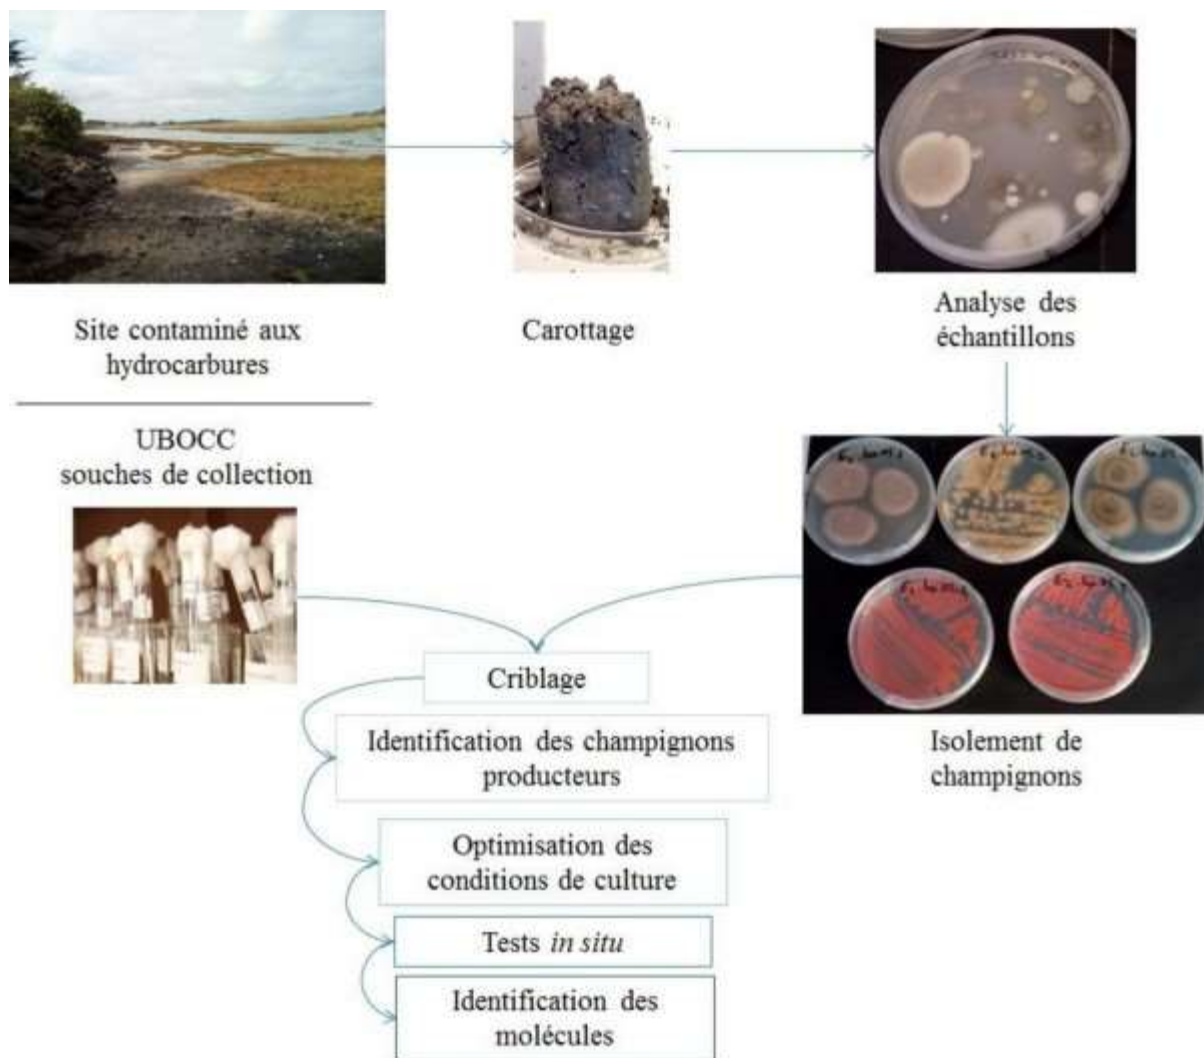 Site contaminé aux
hydrocarbures
Carottage
Analyse des
échantillons
UBOCC
souches de collection
Isolement de
champignons
Criblage
Identification des champignons
producteurs
Optimisation des
conditions de culture
Tests in situ
Identification des
molécules